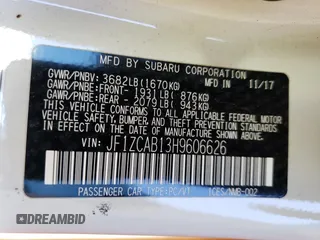 MFD BY SUBARU CORPORATION 11/17
GVWR/PNBV: 3682LB(1670KG)
GAWR/PNBE:FRONT- 1931LB( 876KG)
GAWR/PNBE:REAR - 2079LB( 943KG)
THIS VEHICLE CONFORMS TO ALL APPLICABLE FEDERAL MOTOR
VEHICLE SAFETY, BUMPER, AND THEFT PREVENTION STANDARDS
IN EFFECT ON THE DATE OF MANUFACTURE SHOWN ABOVE.
VIN: JF1ZCAB13H9606626
PASSENGER CAR TYPE:PC/VT ICES/NMB-002
DREAMBID